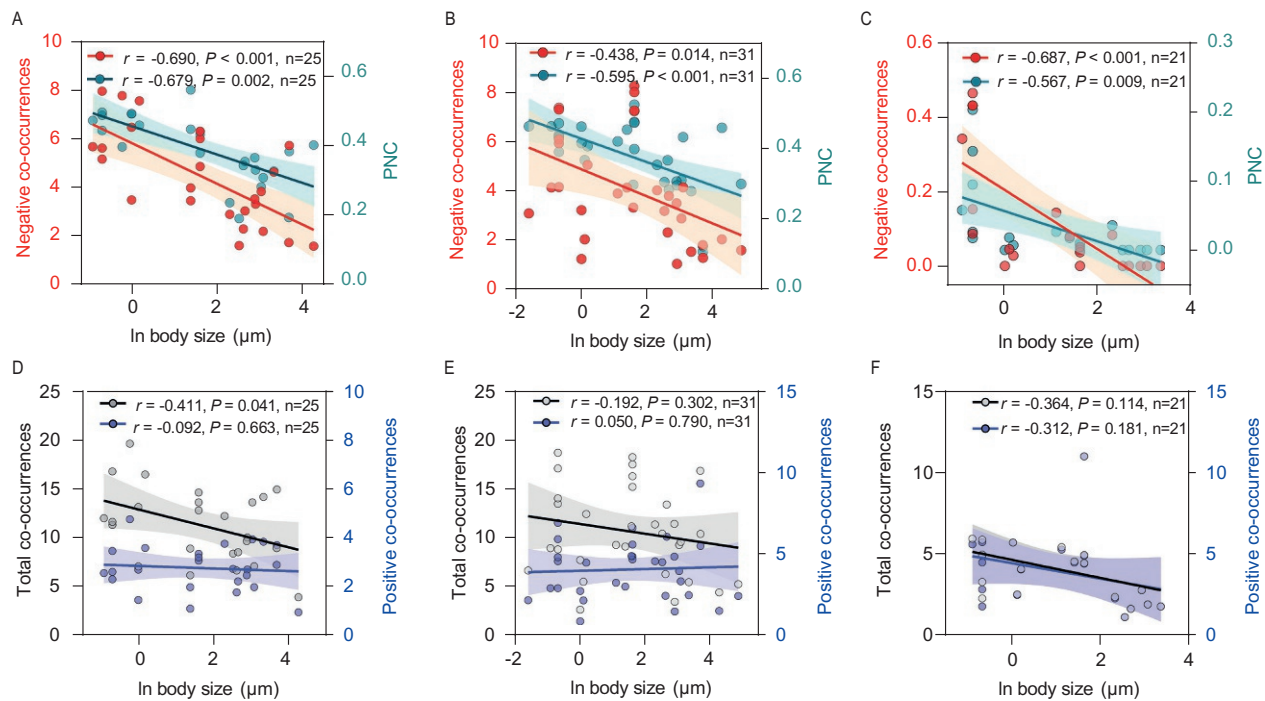 A
r = -0.690, P < 0.001, n=25
r = -0.679, P = 0.002, n=25
Negative co-occurrences
10
8
6
4
2
0
PNC
0.6
0.4
0.2
0.0
0
2
4
ln body size (μm)
B
r = -0.438, P = 0.014, n=31
r = -0.595, P < 0.001, n=31
Negative co-occurrences
10
8
6
4
2
0
PNC
0.8
0.6
0.4
0.2
0.0
-2
0
2
4
ln body size (μm)
C
r = -0.687, P < 0.001, n=21
r = -0.567, P = 0.009, n=21
Negative co-occurrences
0.6
0.4
0.2
0.0
PNC
0.3
0.2
0.1
0.0
0
2
4
ln body size (μm)
D
r = -0.411, P = 0.041, n=25
r = -0.092, P = 0.663, n=25
Total co-occurrences
25
20
15
10
5
0
Positive co-occurrences
10
8
6
4
2
0
0
2
4
ln body size (μm)
E
r = -0.192, P = 0.302, n=31
r = 0.050, P = 0.790, n=31
Total co-occurrences
25
20
15
10
5
0
Positive co-occurrences
15
10
5
0
-2
0
2
4
ln body size (μm)
F
r = -0.364, P = 0.114, n=21
r = -0.312, P = 0.181, n=21
Total co-occurrences
15
10
5
0
Positive co-occurrences
15
10
5
0
0
2
4
ln body size (μm)